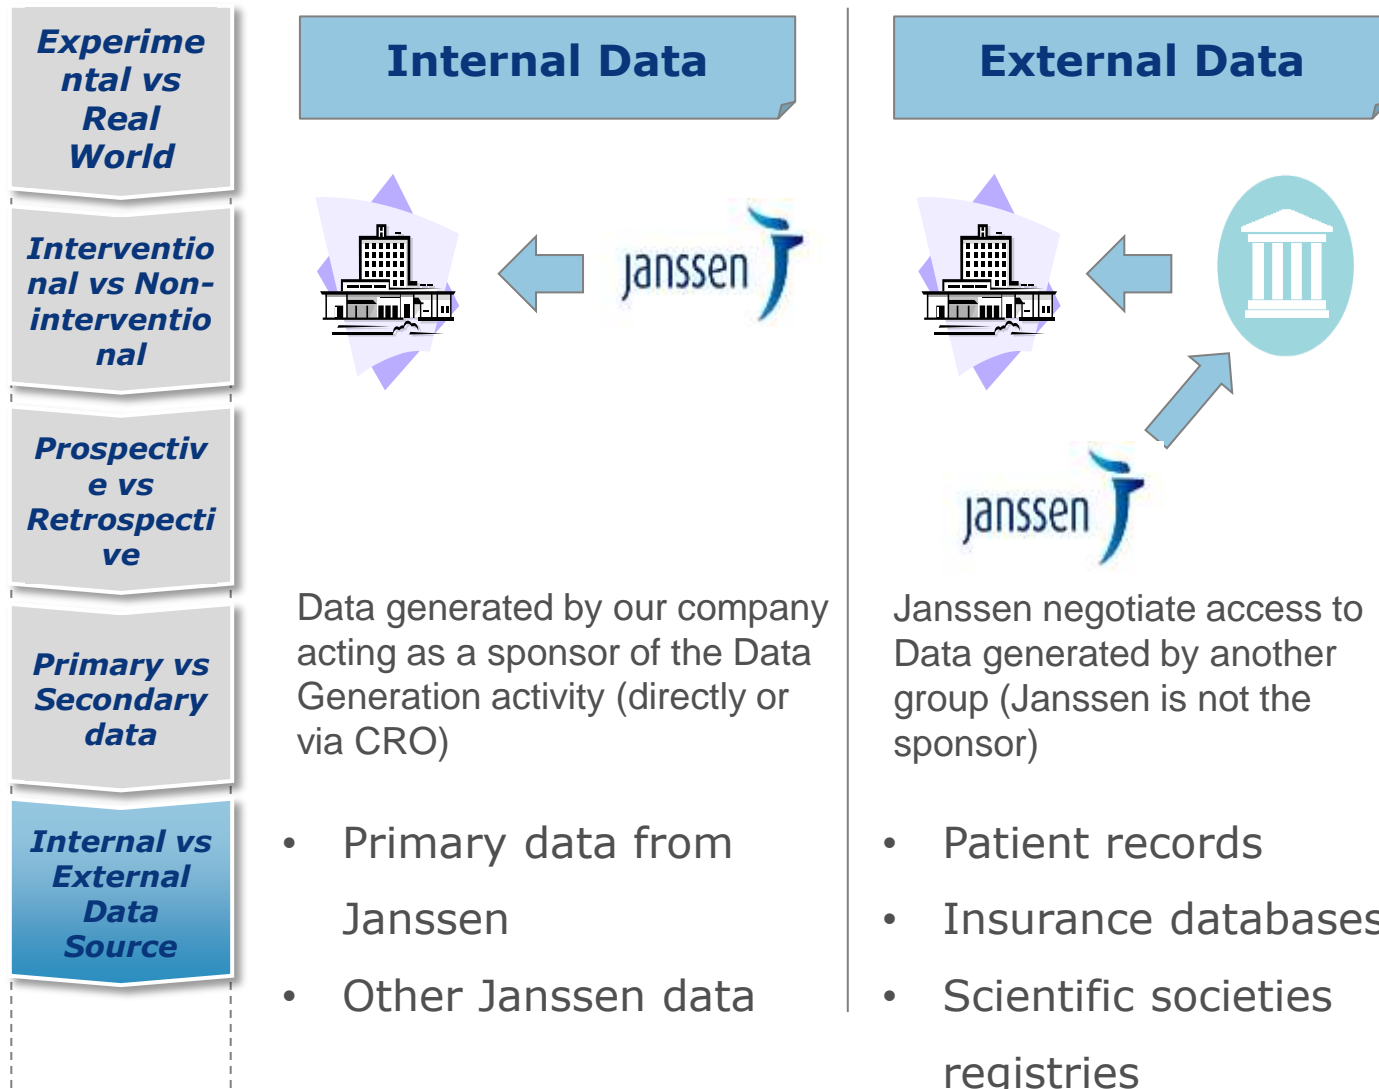 Experime
ntal vs
Real
World
Interventio
nal vs Non-
interventio
nal
Prospectiv
e vs
Retrospecti
ve
Primary vs
Secondary
data
Internal vs
External
Data
Source
Internal Data
janssen
Data generated by our company
acting as a sponsor of the Data
Generation activity (directly or
via CRO)
• Primary data from
Janssen
• Other Janssen data
External Data
H
janssen
Janssen negotiate access to
Data generated by another
group (Janssen is not the
sponsor)
• Patient records
• Insurance databases
• Scientific societies
registries